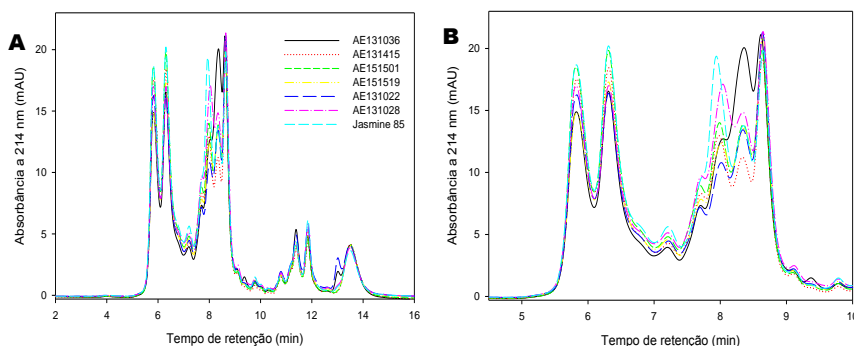 A
Absorbância a 214 nm (mAU)
20
15
10
5
0
2 4 6 8 10 12 14 16
Tempo de retenção (min)
AE131036
AE131415
AE151501
AE151519
AE131022
AE131028
Jasmine 85
B
Absorbância a 214 nm (mAU)
20
15
10
5
0
5 6 7 8 9 10
Tempo de retenção (min)